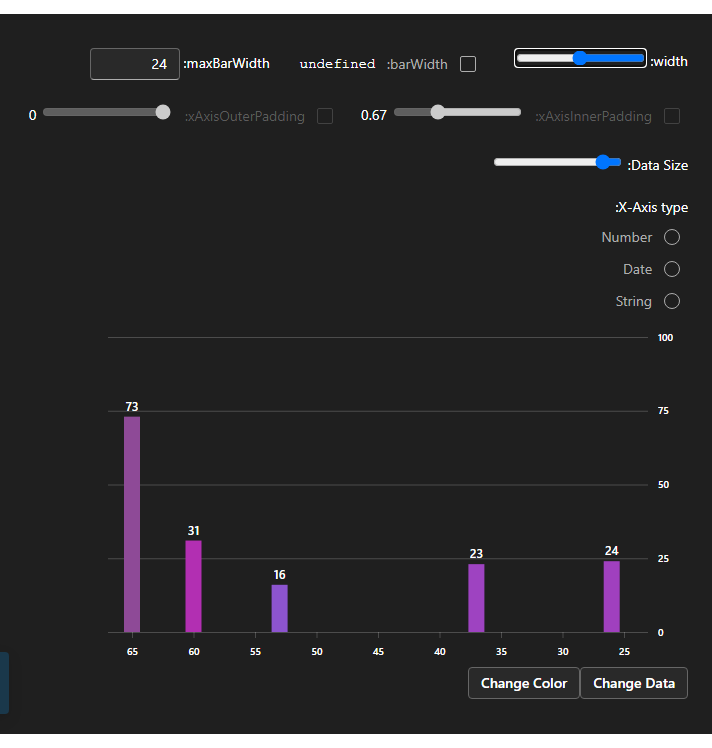 :width
:barWidth undefined
:maxBarWidth 24
:xAxisInnerPadding 0.67
:xAxisOuterPadding 0
:Data Size
:X-Axis type
Number
Date
String
100
75
50
25
0
73
31
16
23
24
65 60 55 50 45 40 35 30 25
Change Color Change Data